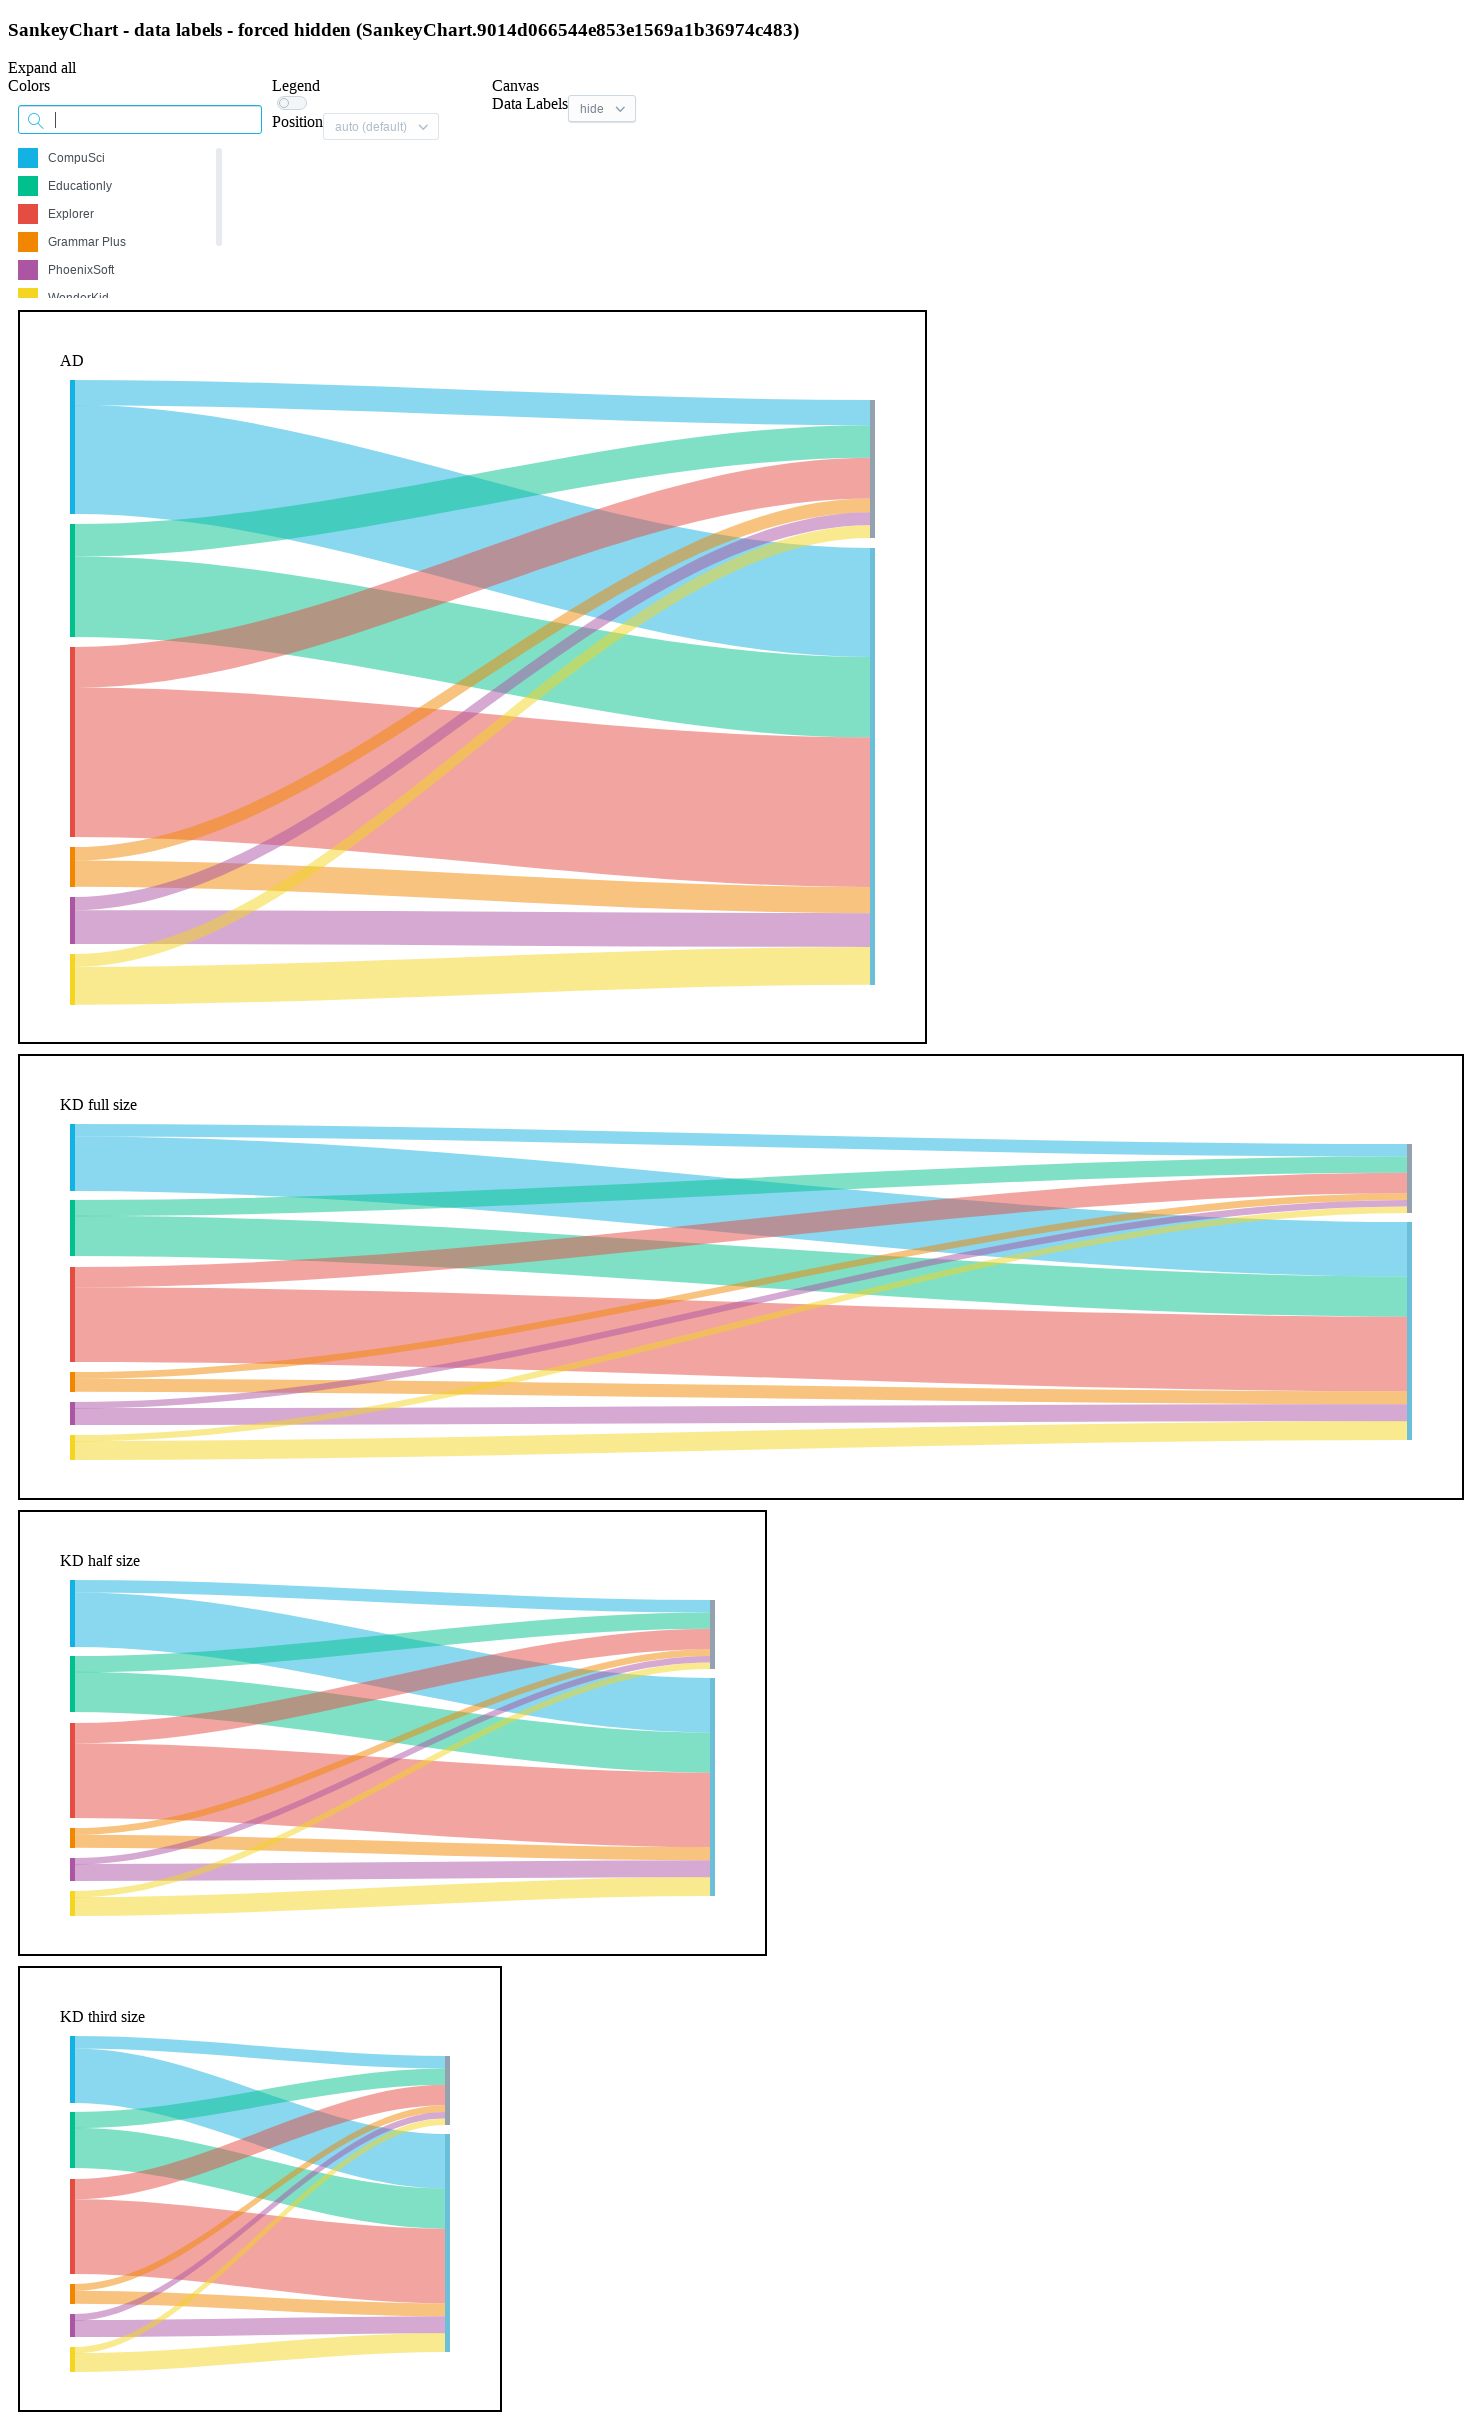 SankeyChart - data labels - forced hidden (SankeyChart.9014d066544e853e1569a1b36974c483)
Expand all
Colors
CompuSci
Educationly
Explorer
Grammar Plus
PhoenixSoft
WonderKid
Legend
Position auto (default)
Canvas
Data Labels hide
AD
KD full size
KD half size
KD third size